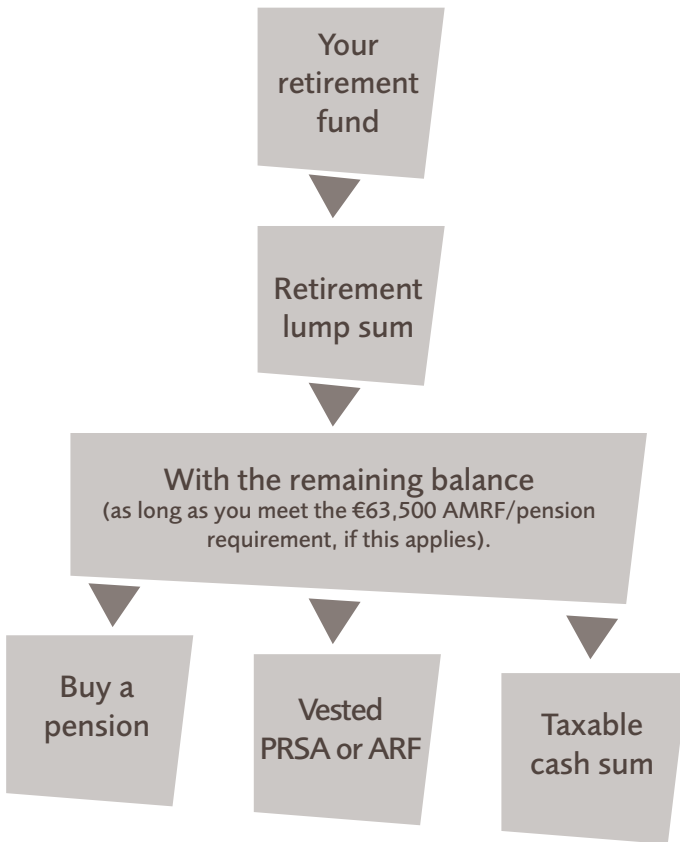 Your
retirement
fund
Retirement
lump sum
With the remaining balance
(as long as you meet the €63,500 AMRF/pension
requirement, if this applies).
Buy a
pension
Vested
PRSA or ARF
Taxable
cash sum